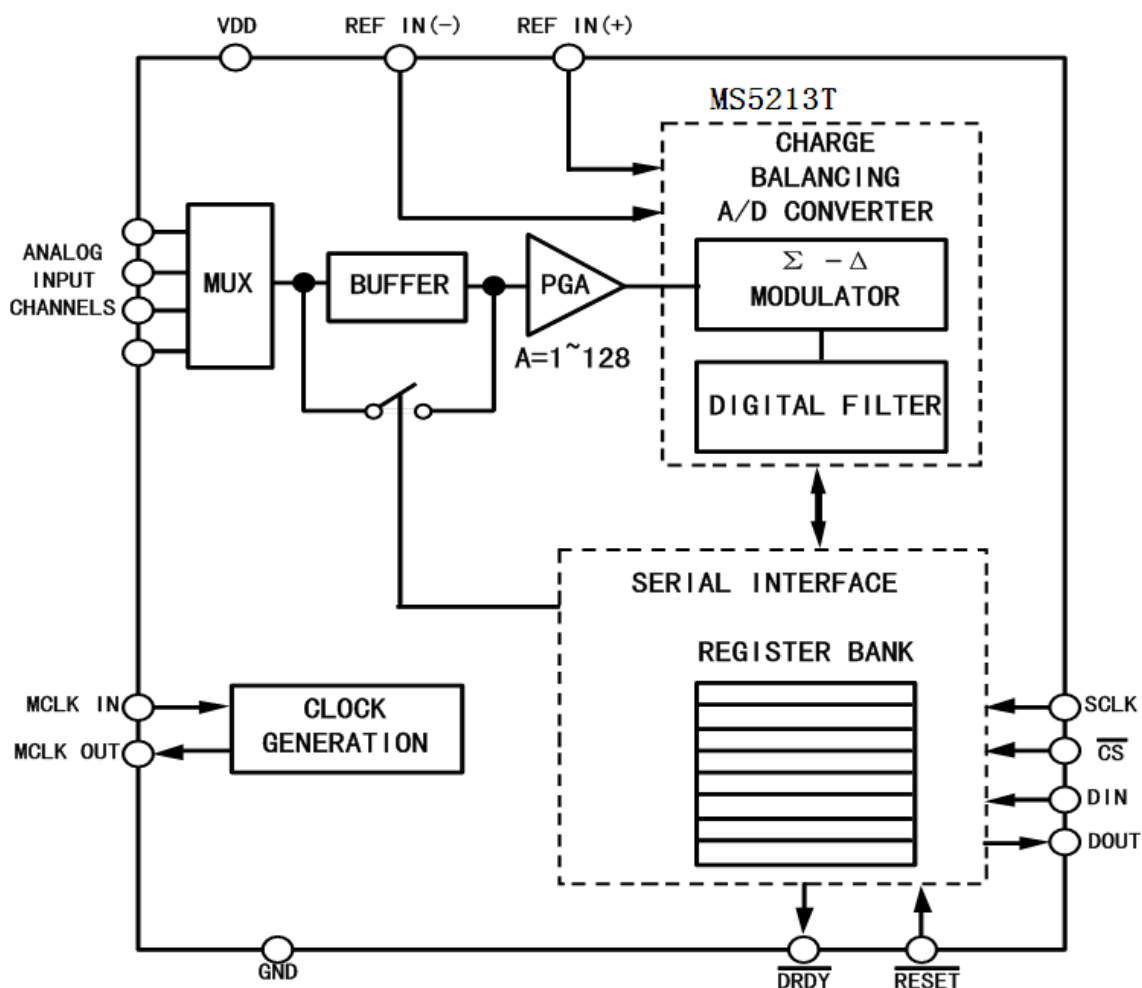 VDD
REF IN(-)
REF IN(+)
MS5213T
CHARGE
BALANCING
A/D CONVERTER
Σ -Δ
MODULATOR
DIGITAL FILTER
ANALOG
INPUT
CHANNELS
MUX
BUFFER
PGA
A=1~128
SERIAL INTERFACE
REGISTER BANK
MCLK IN
MCLK OUT
CLOCK
GENERATION
SCLK
CS
DIN
DOUT
GND
DRDY
RESET